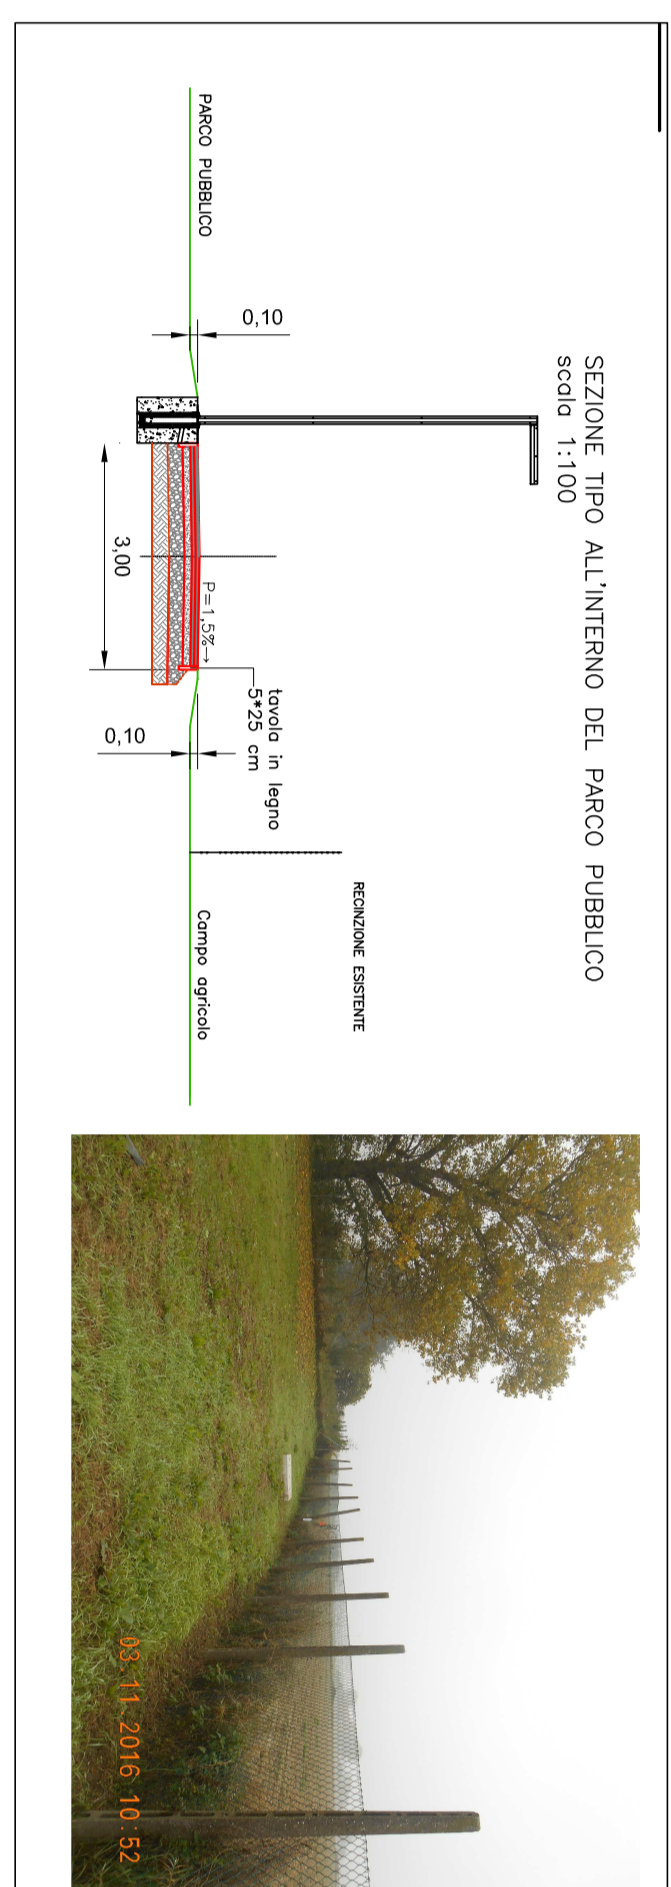 SEZIONE TIPO ALL'INTERNO DEL PARCO PUBBLICO
scala 1:100
RECINZIONE ESISTENTE
0,10
tavola in legno
5*25 cm
PARCO PUBBLICO
P=1,5%→
Campo agricolo
3,00
0,10
03.11.2016 10:52